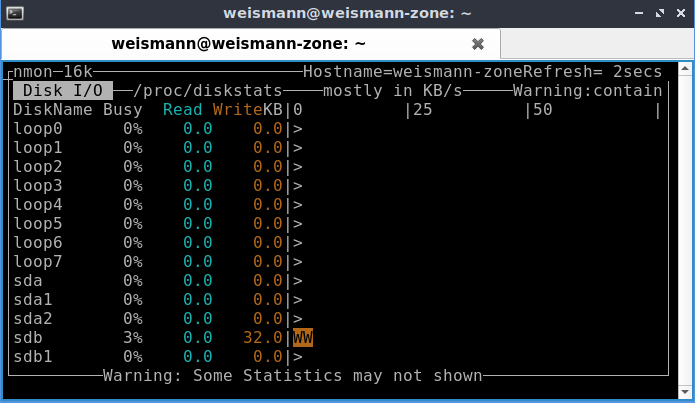 weismann@weismann-zone: ~
weismann@weismann-zone: ~
nmon─16k─────Hostname=weismann-zoneRefresh= 2secs
Disk I/O ──/proc/diskstats────mostly in KB/s─────Warning:contain
DiskName Busy  Read WriteKB|0          |25         |50          |
loop0      0%    0.0    0.0|>
loop1      0%    0.0    0.0|>
loop2      0%    0.0    0.0|>
loop3      0%    0.0    0.0|>
loop4      0%    0.0    0.0|>
loop5      0%    0.0    0.0|>
loop6      0%    0.0    0.0|>
loop7      0%    0.0    0.0|>
sda        0%    0.0    0.0|>
sda1       0%    0.0    0.0|>
sda2       0%    0.0    0.0|>
sdb        3%    0.0   32.0|WW
sdb1       0%    0.0    0.0|>
Warning: Some Statistics may not shown